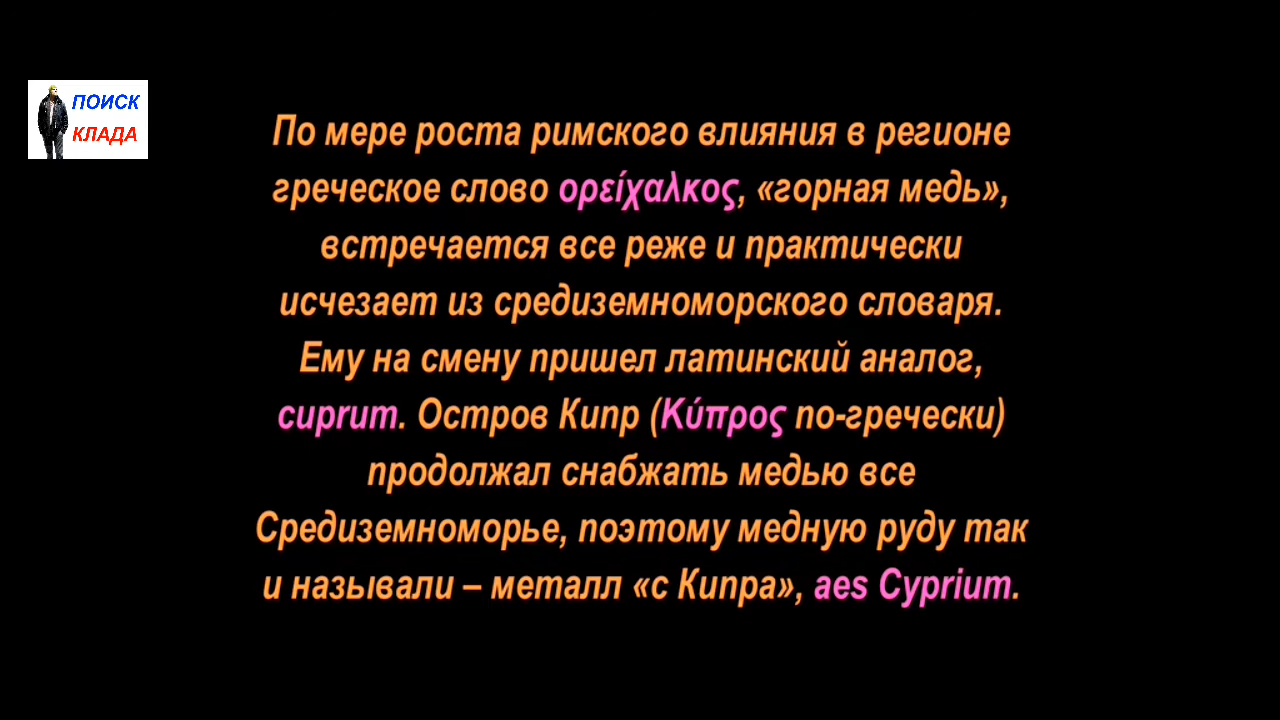 ПОИСК
КЛАДА
По мере роста римского влияния в регионе
греческое слово ορείχαλκος, «горная медь»,
встречается все реже и практически
исчезает из средиземноморского словаря.
Ему на смену пришел латинский аналог,
cuprum. Остров Кипр (Κύπρος по-гречески)
продолжал снабжать медью все
Средиземноморье, поэтому медную руду так
и называли – металл «с Кипра», aes Cyprium.